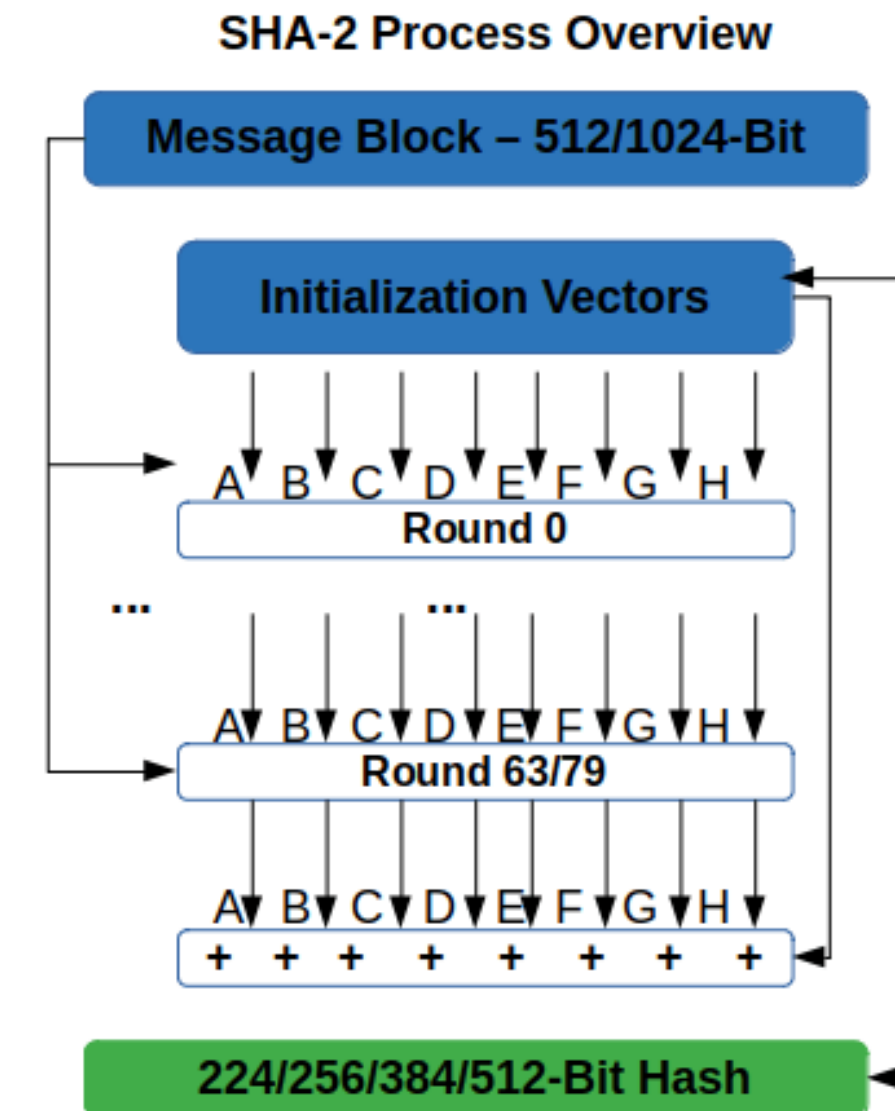 SHA-2 Process Overview
Message Block – 512/1024-Bit
Initialization Vectors
A B C D E F G H
Round 0
... ...
A B C D E F G H
Round 63/79
A B C D E F G H
+ + + + + + + +
224/256/384/512-Bit Hash